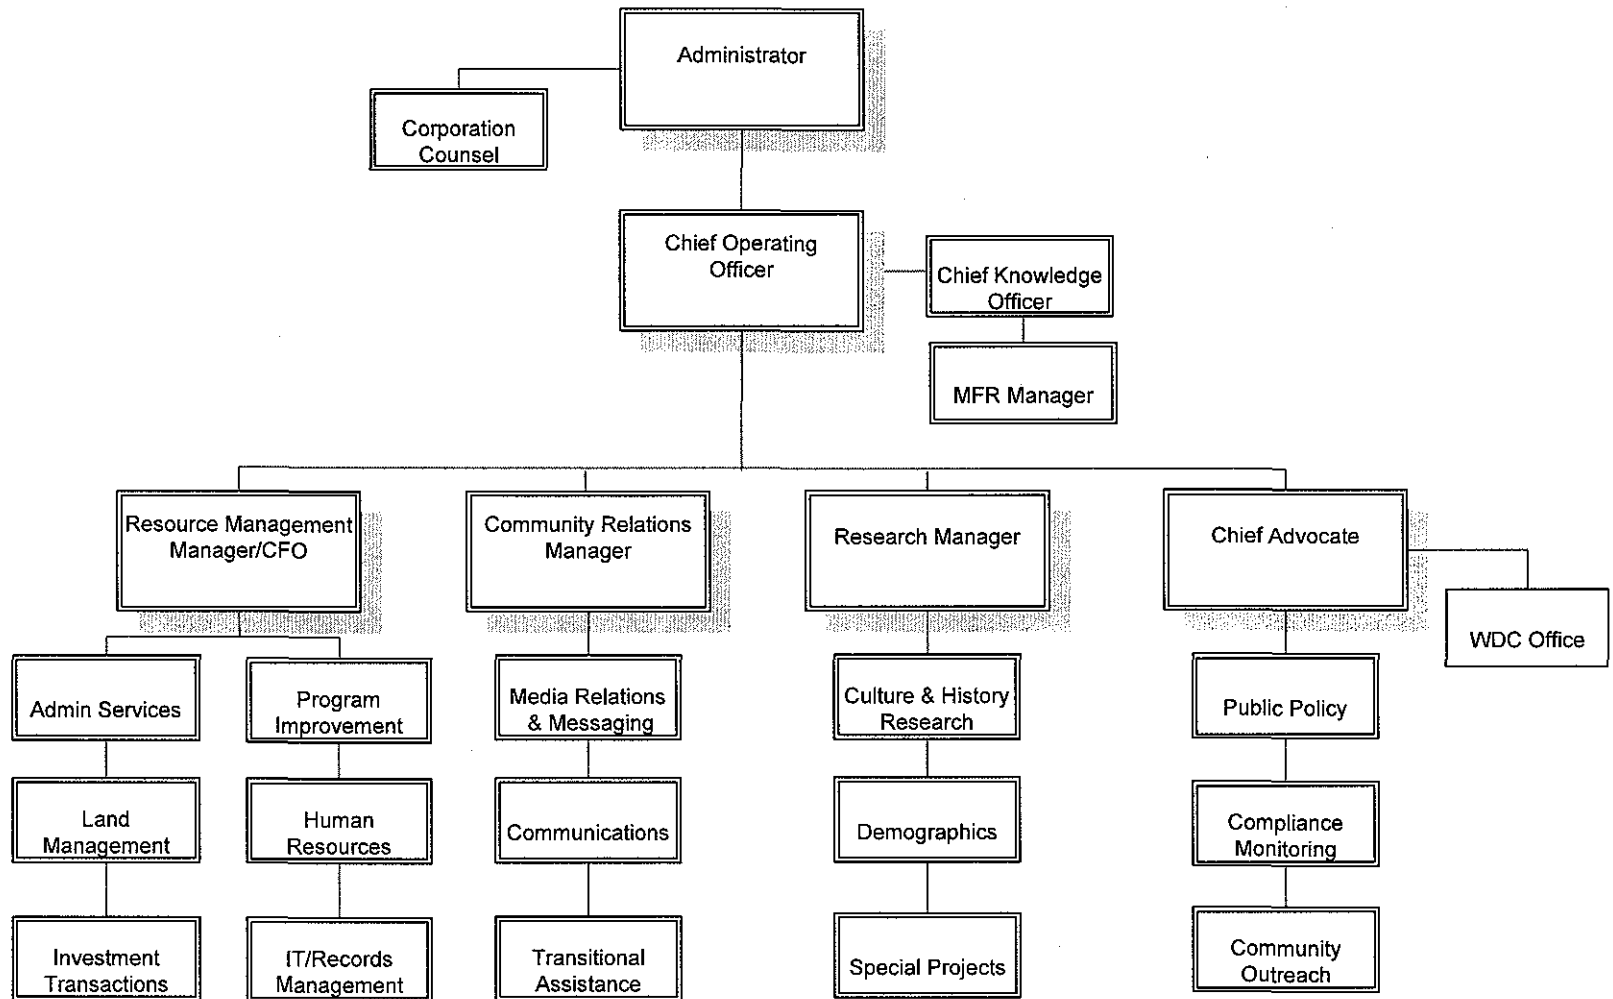 Administrator
Corporation
Counsel
Chief Operating
Officer
Chief Knowledge
Officer
MFR Manager
Resource Management
Manager/CFO
Community Relations
Manager
Research Manager
Chief Advocate
WDC Office
Admin Services
Program
Improvement
Media Relations
& Messaging
Culture & History
Research
Public Policy
Land
Management
Human
Resources
Communications
Demographics
Compliance
Monitoring
Investment
Transactions
IT/Records
Management
Transitional
Assistance
Special Projects
Community
Outreach